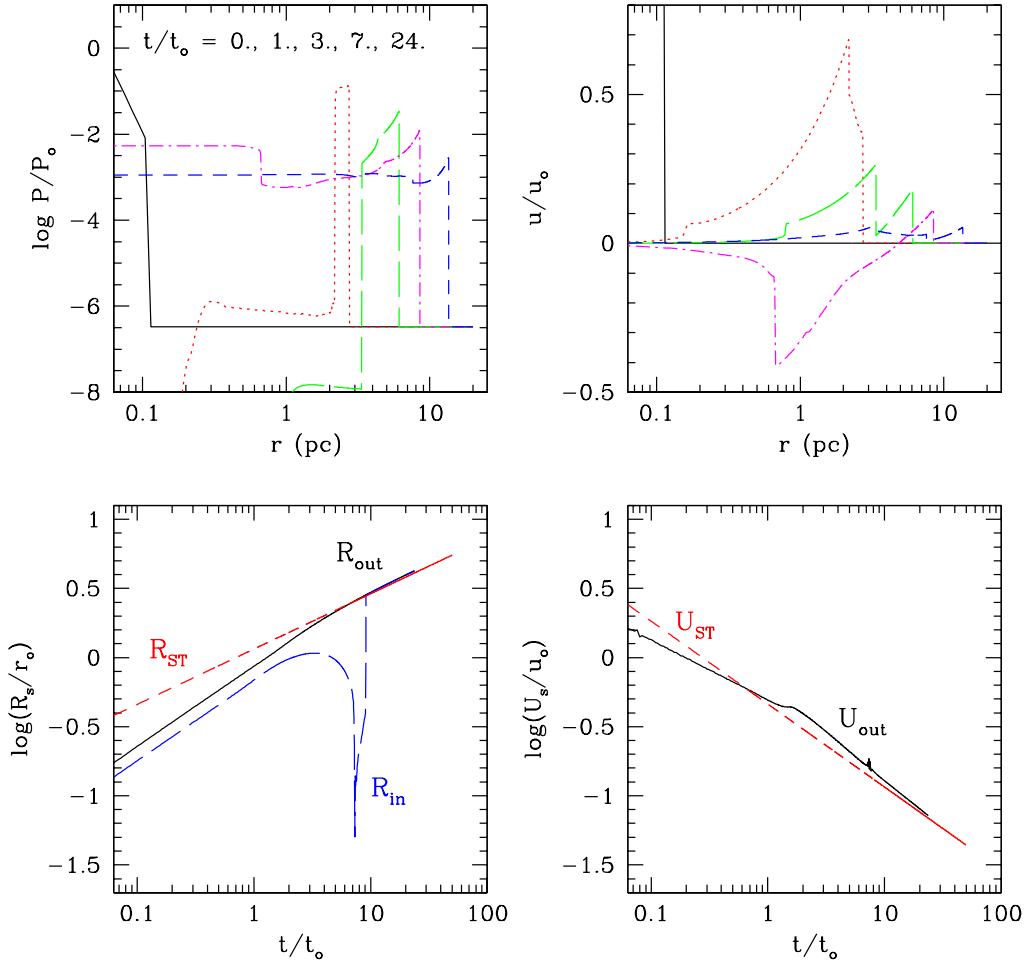 t/t₀ = 0., 1., 3., 7., 24.
log P/P₀
0
−2
−4
−6
−8
0.1 1 10
r (pc)
u/u₀
0.5
0
−0.5
0.1 1 10
r (pc)
log(R_s/r₀)
1
0.5
0
−0.5
−1
−1.5
R_out
R_ST
R_in
0.1 1 10 100
t/t₀
log(U_s/u₀)
1
0.5
0
−0.5
−1
−1.5
U_ST
U_out
0.1 1 10 100
t/t₀